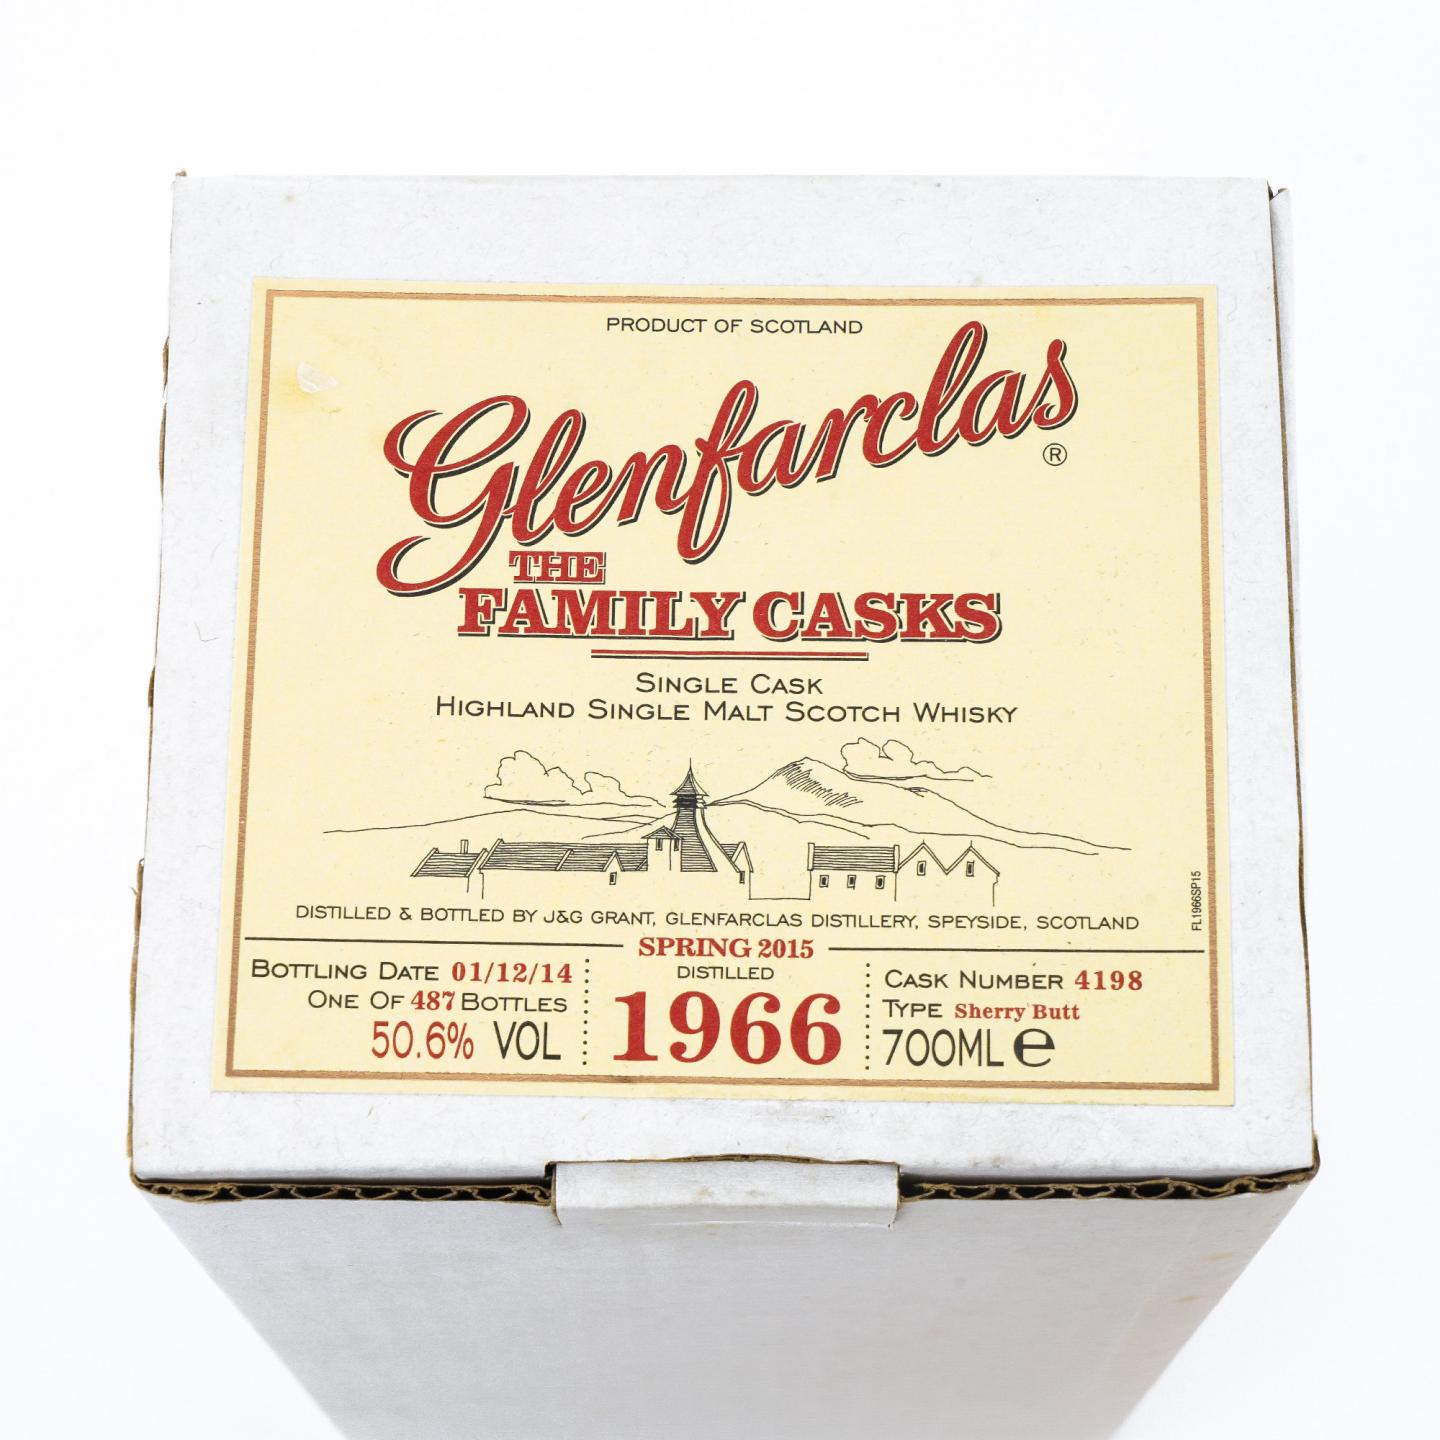 PRODUCT OF SCOTLAND
Glenfarclas
®
THE
FAMILY CASKS
SINGLE CASK
HIGHLAND SINGLE MALT SCOTCH WHISKY
FL1966SP15
DISTILLED & BOTTLED BY J&G GRANT, GLENFARCLAS DISTILLERY, SPEYSIDE, SCOTLAND
SPRING 2015
BOTTLING DATE 01/12/14
ONE OF 487 BOTTLES
50.6% VOL
DISTILLED
1966
CASK NUMBER 4198
TYPE Sherry Butt
700ML e